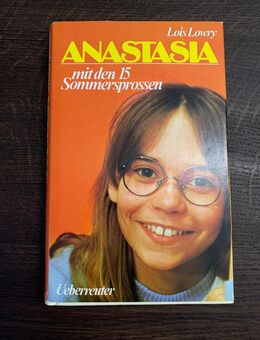 Lois Lowry
ANASTASIA
...mit den 15
Sommersprossen
Ueberreuter